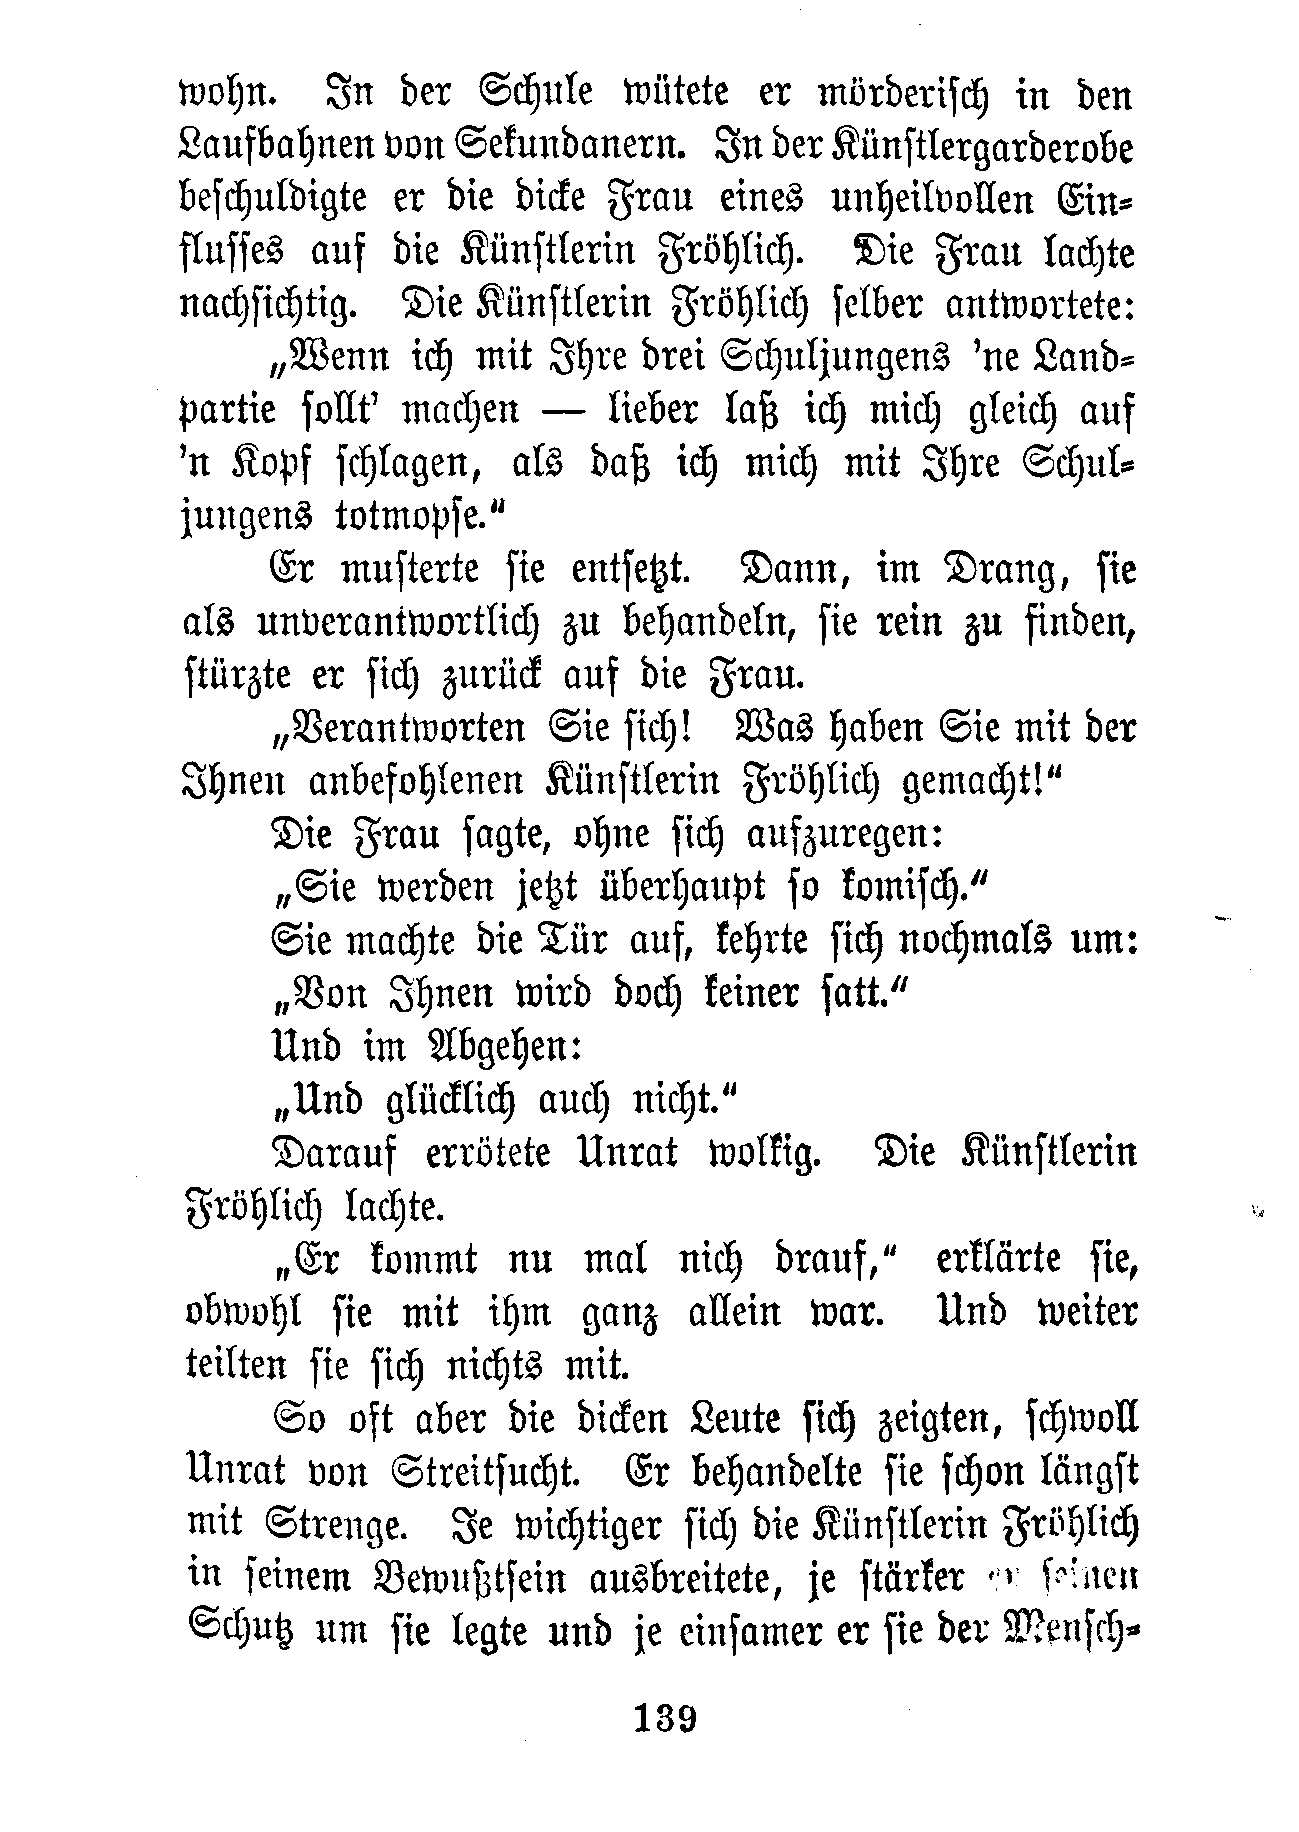 wohn. In der Schule wütete er mörderisch in den
Laufbahnen von Sekundanern. In der Künstlergarderobe
beschuldigte er die dicke Frau eines unheilvollen Ein-
flusses auf die Künstlerin Fröhlich. Die Frau lachte
nachsichtig. Die Künstlerin Fröhlich selber antwortete:
„Wenn ich mit Ihre drei Schuljungens ’ne Land-
partie sollt’ machen — lieber laß ich mich gleich auf
’n Kopf schlagen, als daß ich mich mit Ihre Schul-
jungens totmopse.“
Er musterte sie entsetzt. Dann, im Drang, sie
als unverantwortlich zu behandeln, sie rein zu finden,
stürzte er sich zurück auf die Frau.
„Verantworten Sie sich! Was haben Sie mit der
Ihnen anbefohlenen Künstlerin Fröhlich gemacht!“
Die Frau sagte, ohne sich aufzuregen:
„Sie werden jetzt überhaupt so komisch.“
Sie machte die Tür auf, kehrte sich nochmals um:
„Von Ihnen wird doch keiner satt.“
Und im Abgehen:
„Und glücklich auch nicht.“
Darauf errötete Unrat wolkig. Die Künstlerin
Fröhlich lachte.
„Er kommt nu mal nich drauf,“ erklärte sie,
obwohl sie mit ihm ganz allein war. Und weiter
teilten sie sich nichts mit.
So oft aber die dicken Leute sich zeigten, schwoll
Unrat von Streitsucht. Er behandelte sie schon längst
mit Strenge. Je wichtiger sich die Künstlerin Fröhlich
in seinem Bewußtsein ausbreitete, je stärker er seinen
Schutz um sie legte und je einsamer er sie der Mensch-
139